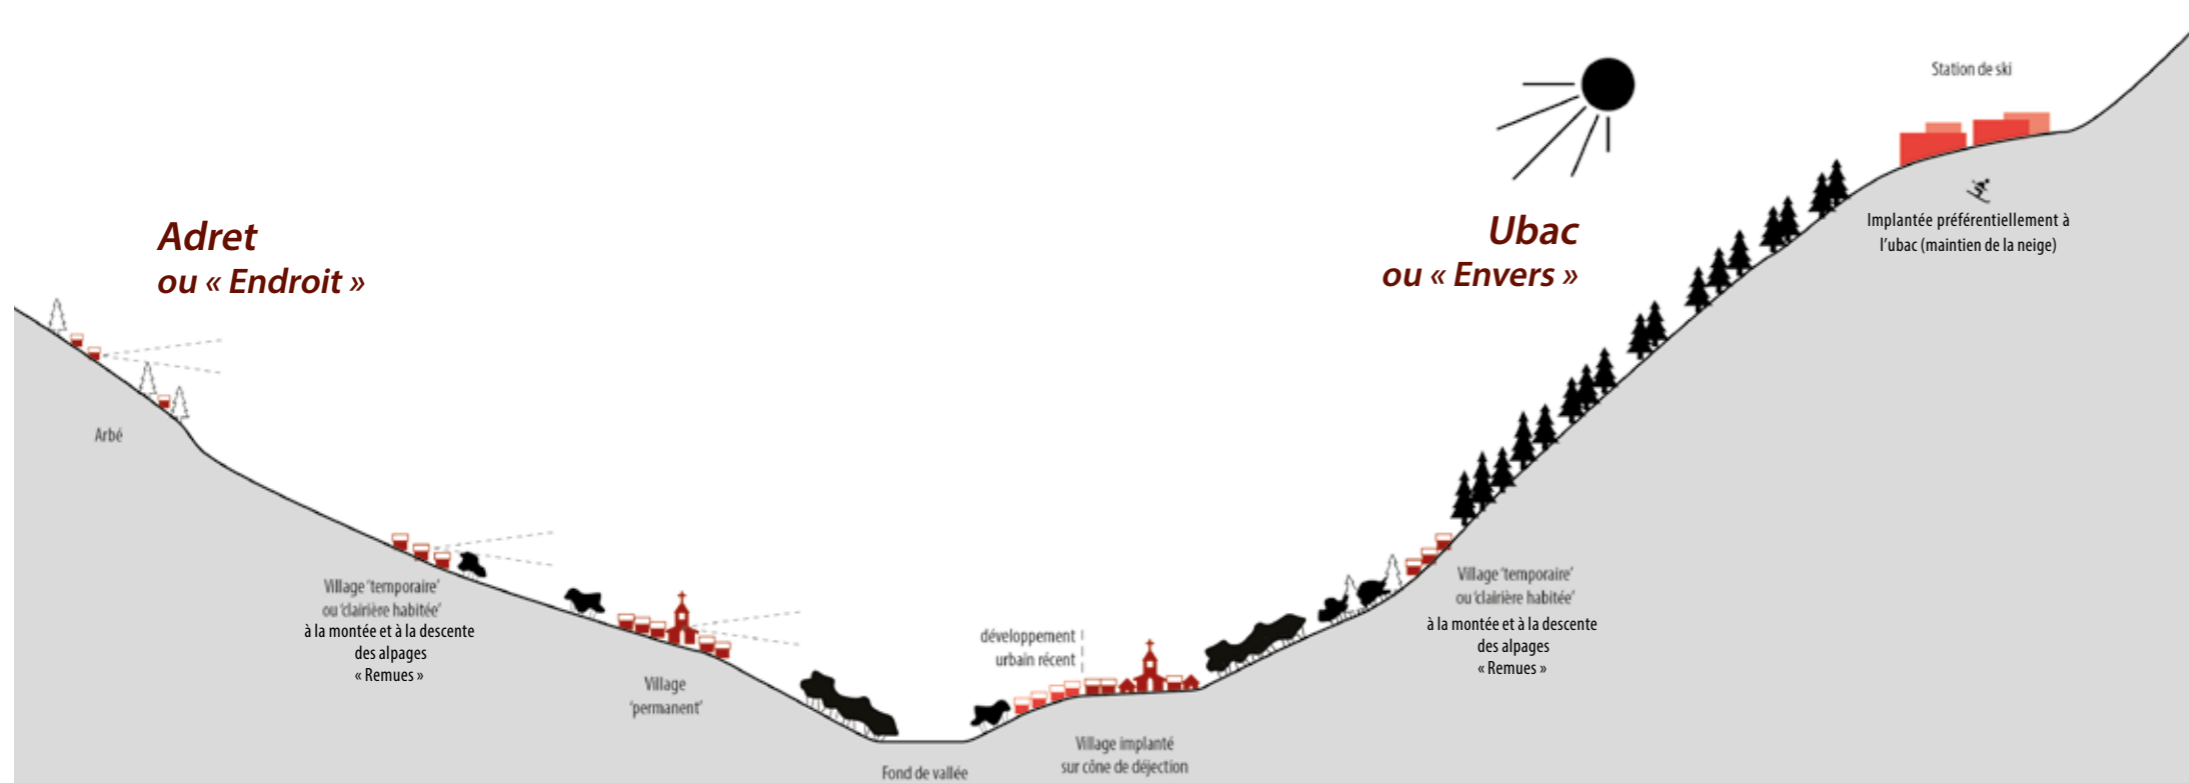 Station de ski
Implantée préférentiellement à
l'ubac (maintien de la neige)
Adret
ou « Endroit »
Ubac
ou « Envers »
Arbé
Village 'temporaire'
ou 'clairière habitée'
à la montée et à la descente
des alpages
« Remues »
Village
'permanent'
développement
urbain récent
Fond de vallée
Village implanté
sur cône de déjection
Village 'temporaire'
ou 'clairière habitée'
à la montée et à la descente
des alpages
« Remues »